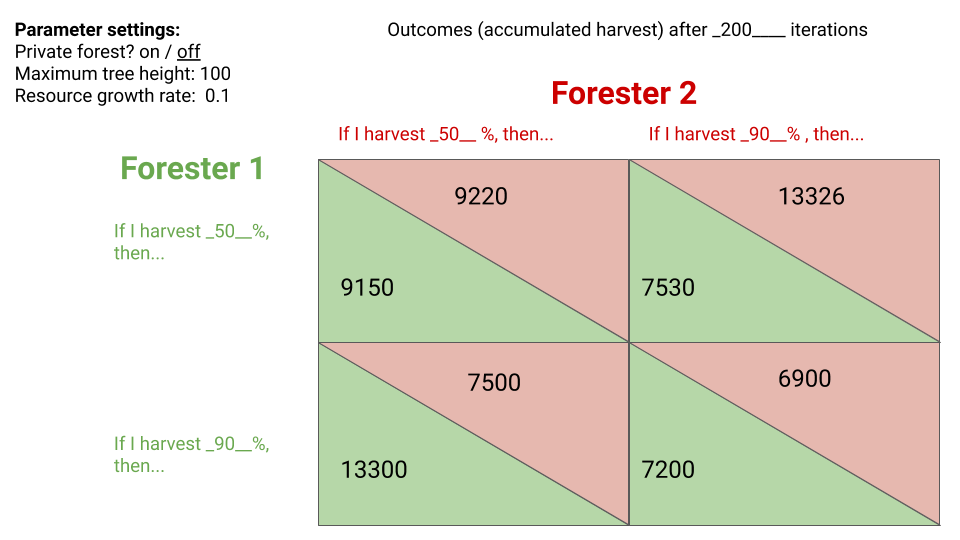 Parameter settings:
Private forest? on / off
Maximum tree height: 100
Resource growth rate:  0.1
Outcomes (accumulated harvest) after _200____ iterations
Forester 2
If I harvest _50__ %, then...
If I harvest _90__% , then...
Forester 1
If I harvest _50__%,
then...
9220
9150
13326
7530
If I harvest _90__%,
then...
7500
13300
6900
7200